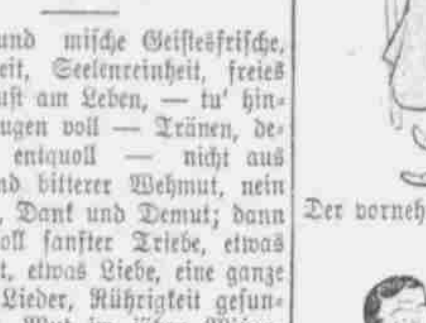 und mische Geistesfrische,
eit, Seelenreinheit, freies
ust am Leben, — tu' hin-
ugen voll — Tränen, de-
entquoll — nicht aus
nd bitterer Wehmut, nein
, Dank und Demut; dann
oll sanfter Triebe, etwas
t, etwas Liebe, eine ganze
Lieder, Rührigkeit gesun-
Der vorneh